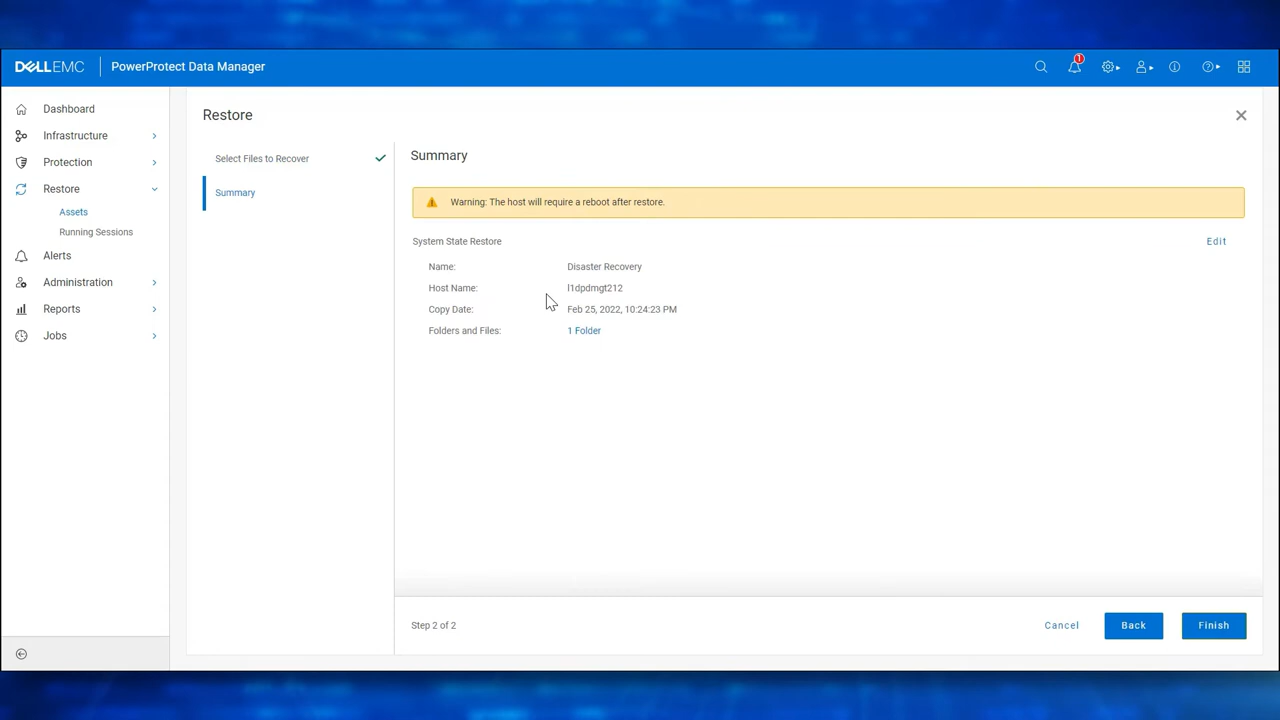 DELL EMC PowerProtect Data Manager
1
Dashboard
Infrastructure
Protection
Restore
Assets
Running Sessions
Alerts
Administration
Reports
Jobs
Restore
Select Files to Recover
Summary
Summary
Warning: The host will require a reboot after restore.
System State Restore Edit
Name: Disaster Recovery
Host Name: l1dpdmgt212
Copy Date: Feb 25, 2022, 10:24:23 PM
Folders and Files: 1 Folder
Step 2 of 2 Cancel Back Finish